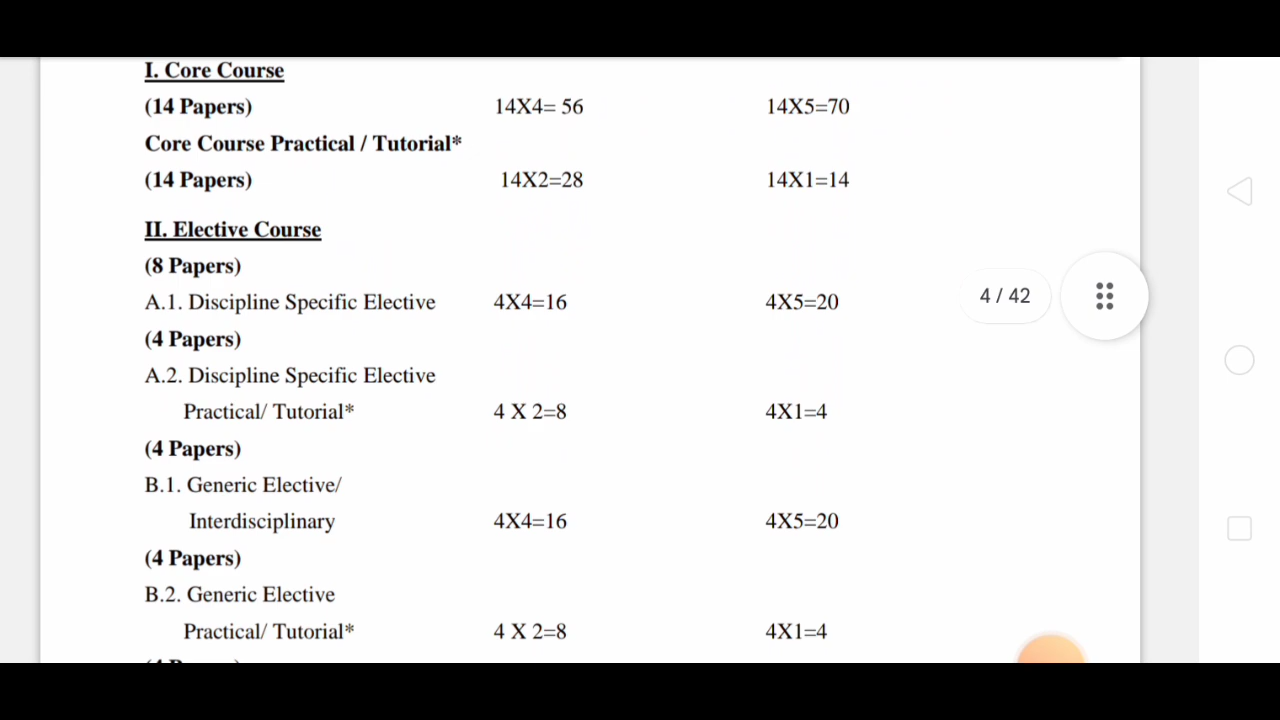 I. Core Course
(14 Papers) 14X4= 56 14X5=70
Core Course Practical / Tutorial*
(14 Papers) 14X2=28 14X1=14
II. Elective Course
(8 Papers)
A.1. Discipline Specific Elective 4X4=16 4X5=20
4 / 42
(4 Papers)
A.2. Discipline Specific Elective
Practical/ Tutorial* 4 X 2=8 4X1=4
(4 Papers)
B.1. Generic Elective/
Interdisciplinary 4X4=16 4X5=20
(4 Papers)
B.2. Generic Elective
Practical/ Tutorial* 4 X 2=8 4X1=4